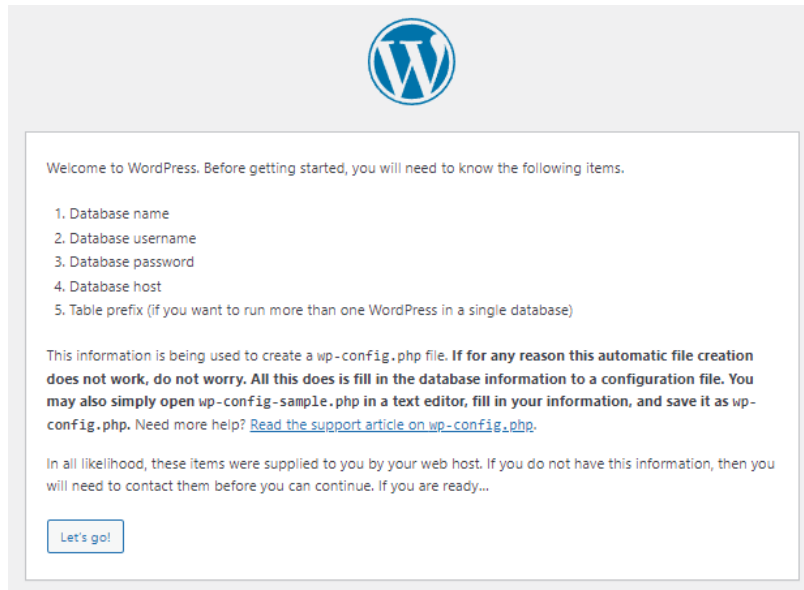 W
Welcome to WordPress. Before getting started, you will need to know the following items.
1. Database name
2. Database username
3. Database password
4. Database host
5. Table prefix (if you want to run more than one WordPress in a single database)
This information is being used to create a wp-config.php file. If for any reason this automatic file creation
does not work, do not worry. All this does is fill in the database information to a configuration file. You
may also simply open wp-config-sample.php in a text editor, fill in your information, and save it as wp-
config.php. Need more help? Read the support article on wp-config.php.
In all likelihood, these items were supplied to you by your web host. If you do not have this information, then you
will need to contact them before you can continue. If you are ready...
Let's go!